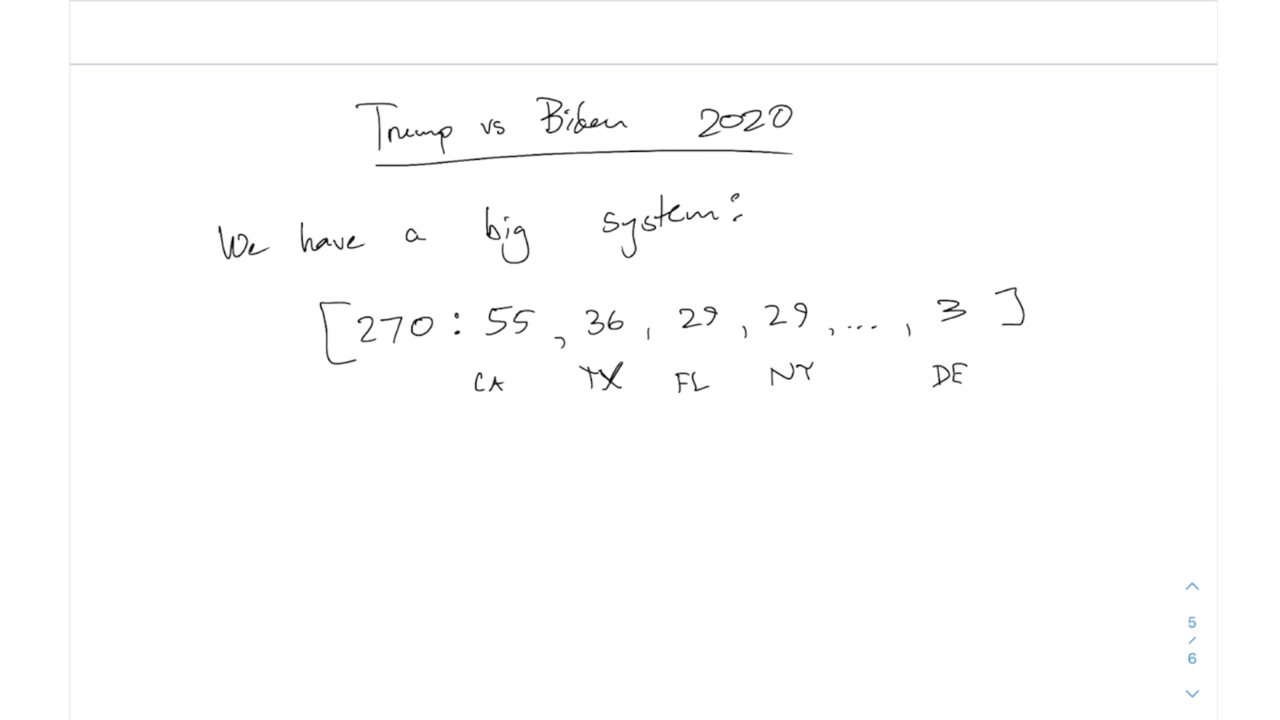 Trump vs Biden 2020
We have a big system:
[270: 55, 36, 29, 29, ..., 3]
CA TX FL NY DE
5
/
6